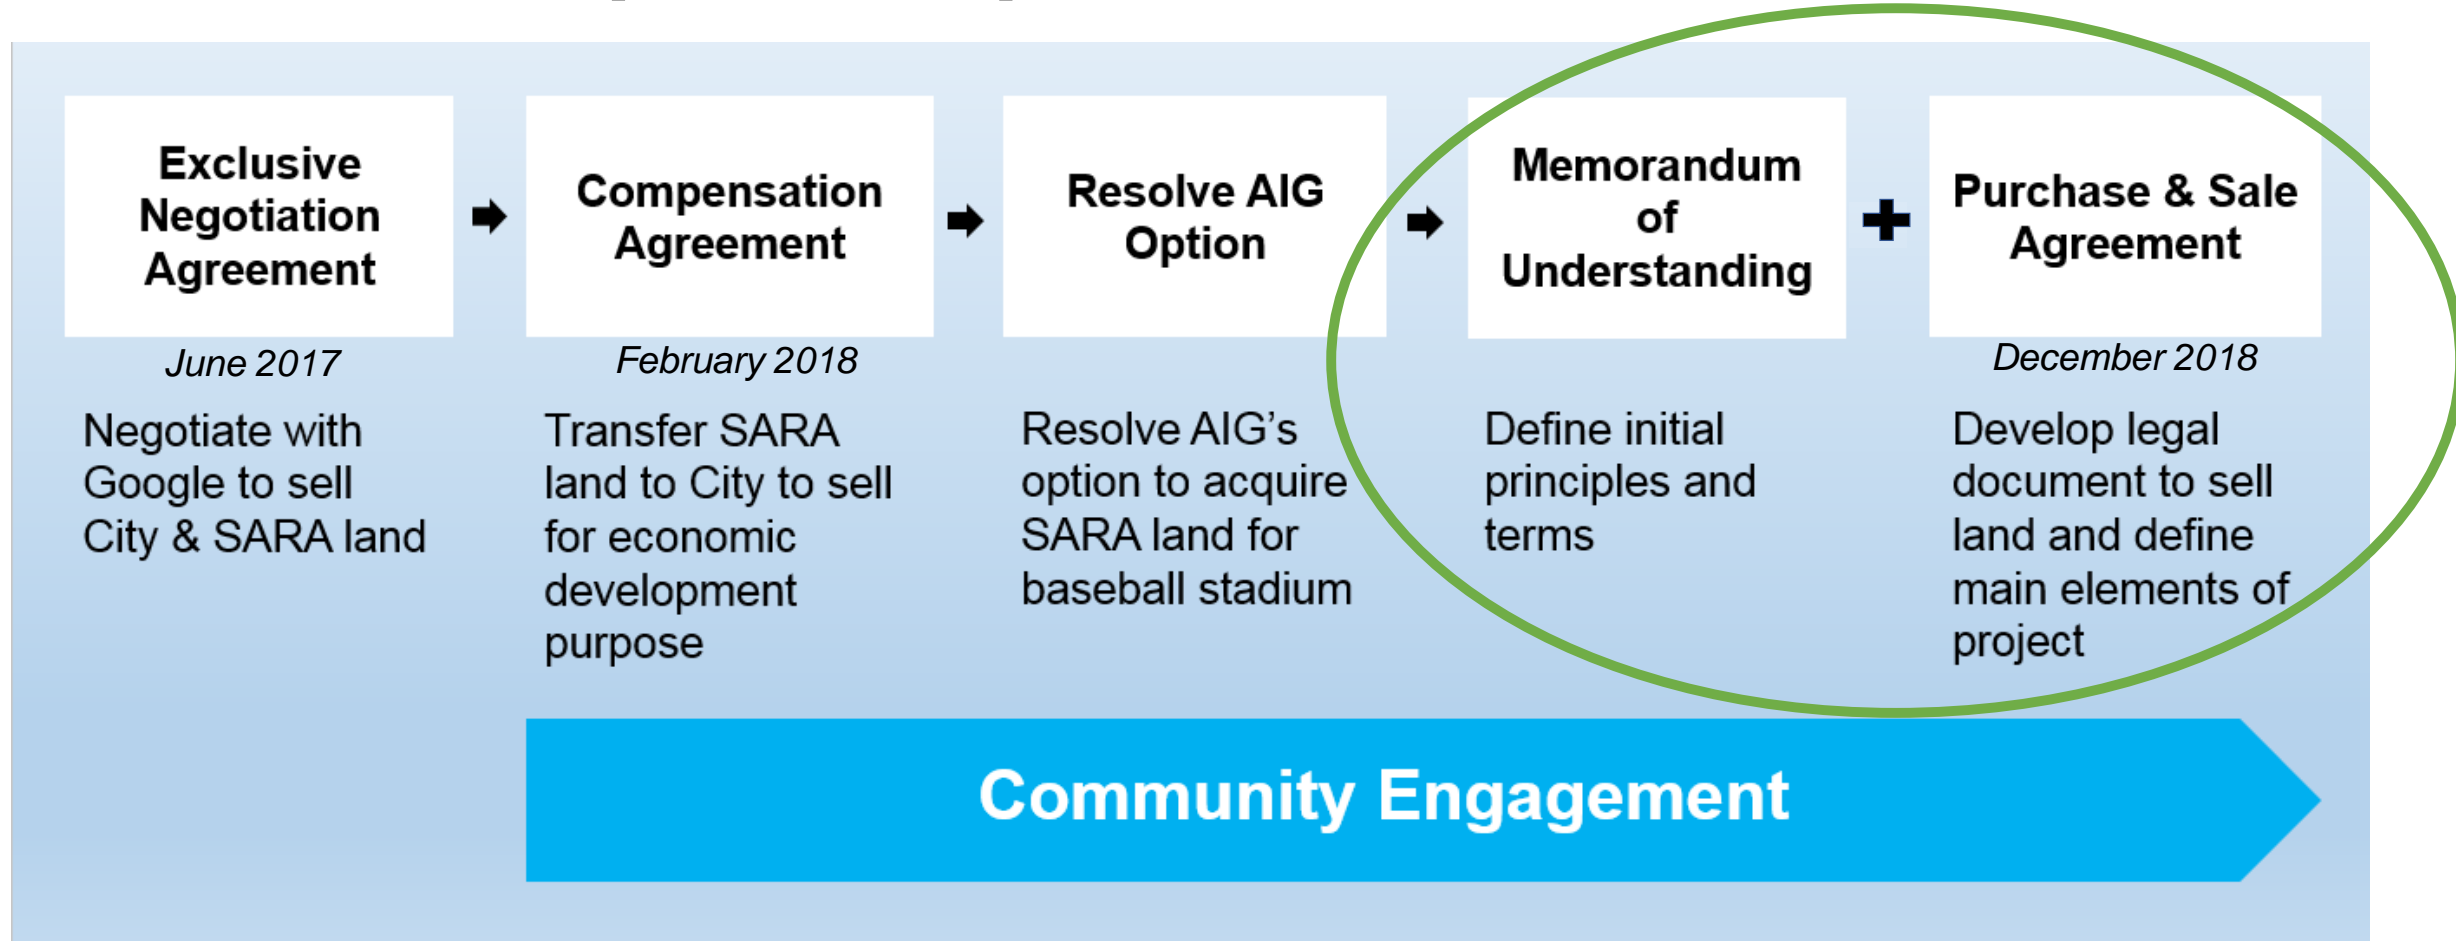 Exclusive
Negotiation
Agreement
June 2017
Negotiate with
Google to sell
City & SARA land
Compensation
Agreement
February 2018
Transfer SARA
land to City to sell
for economic
development
purpose
Resolve AIG
Option
Resolve AIG’s
option to acquire
SARA land for
baseball stadium
Memorandum
of
Understanding
Define initial
principles and
terms
Purchase & Sale
Agreement
December 2018
Develop legal
document to sell
land and define
main elements of
project
Community Engagement